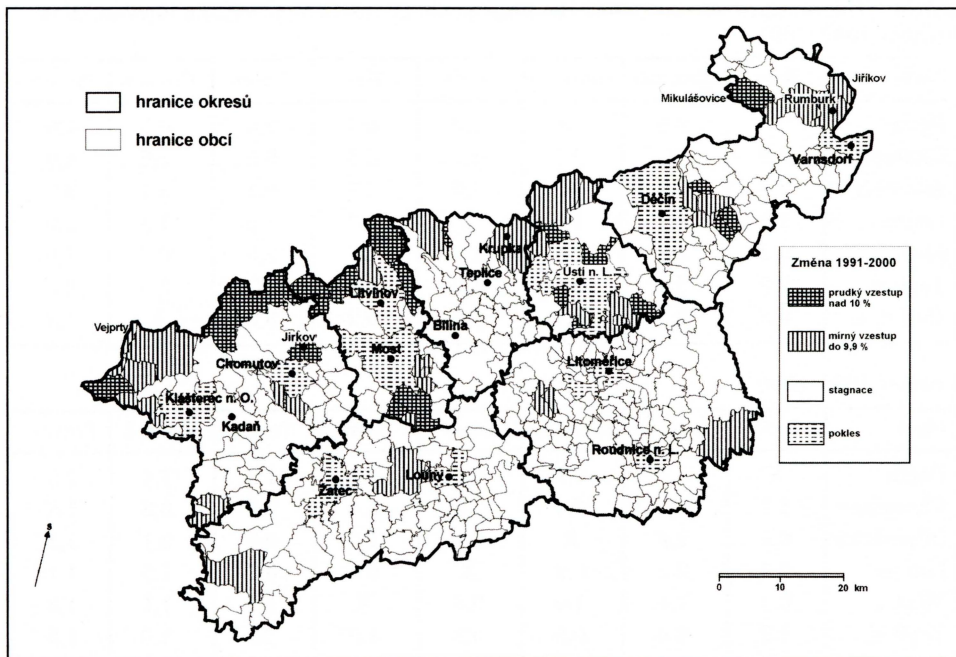 hranice okresů
hranice obcí
Jiříkov
Mikulášovice
Rumburk
Varnsdorf
Děčín
Krupka
Teplice
Ústí n. L.
Litvínov
Bílina
Vejprty
Jirkov
Most
Chomutov
Litoměřice
Klášterec n. O.
Kadaň
Roudnice n. L.
Žatec
Louny
Změna 1991-2000
prudký vzestup
nad 10 %
mírný vzestup
do 9,9 %
stagnace
pokles
S
0 10 20 km